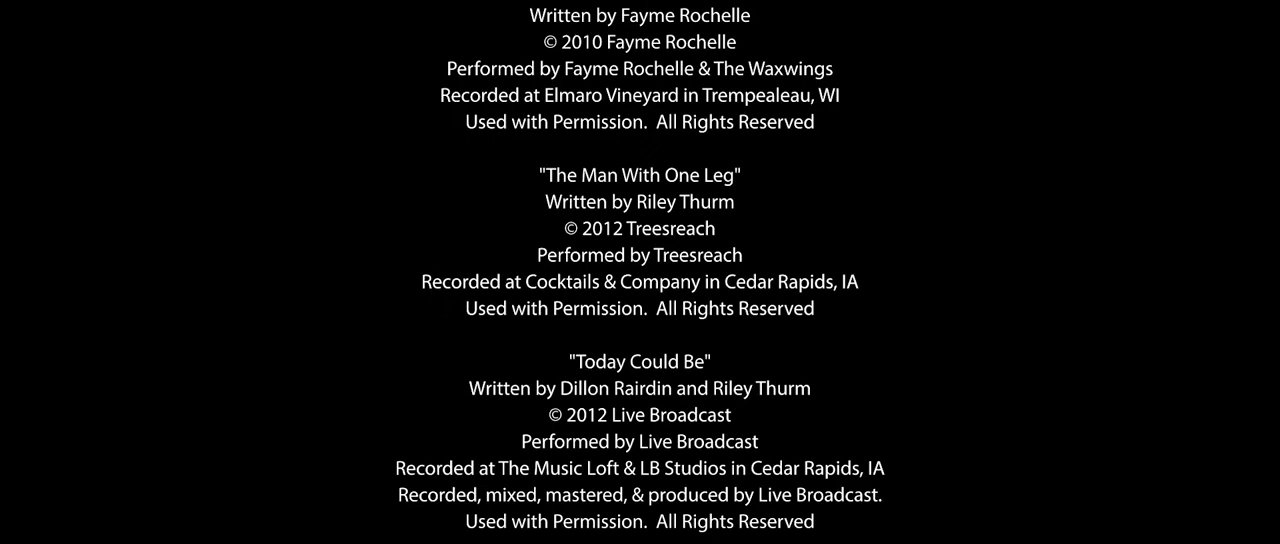 Written by Fayme Rochelle
© 2010 Fayme Rochelle
Performed by Fayme Rochelle & The Waxwings
Recorded at Elmaro Vineyard in Trempealeau, WI
Used with Permission.  All Rights Reserved
"The Man With One Leg"
Written by Riley Thurm
© 2012 Treesreach
Performed by Treesreach
Recorded at Cocktails & Company in Cedar Rapids, IA
Used with Permission.  All Rights Reserved
"Today Could Be"
Written by Dillon Rairdin and Riley Thurm
© 2012 Live Broadcast
Performed by Live Broadcast
Recorded at The Music Loft & LB Studios in Cedar Rapids, IA
Recorded, mixed, mastered, & produced by Live Broadcast.
Used with Permission.  All Rights Reserved